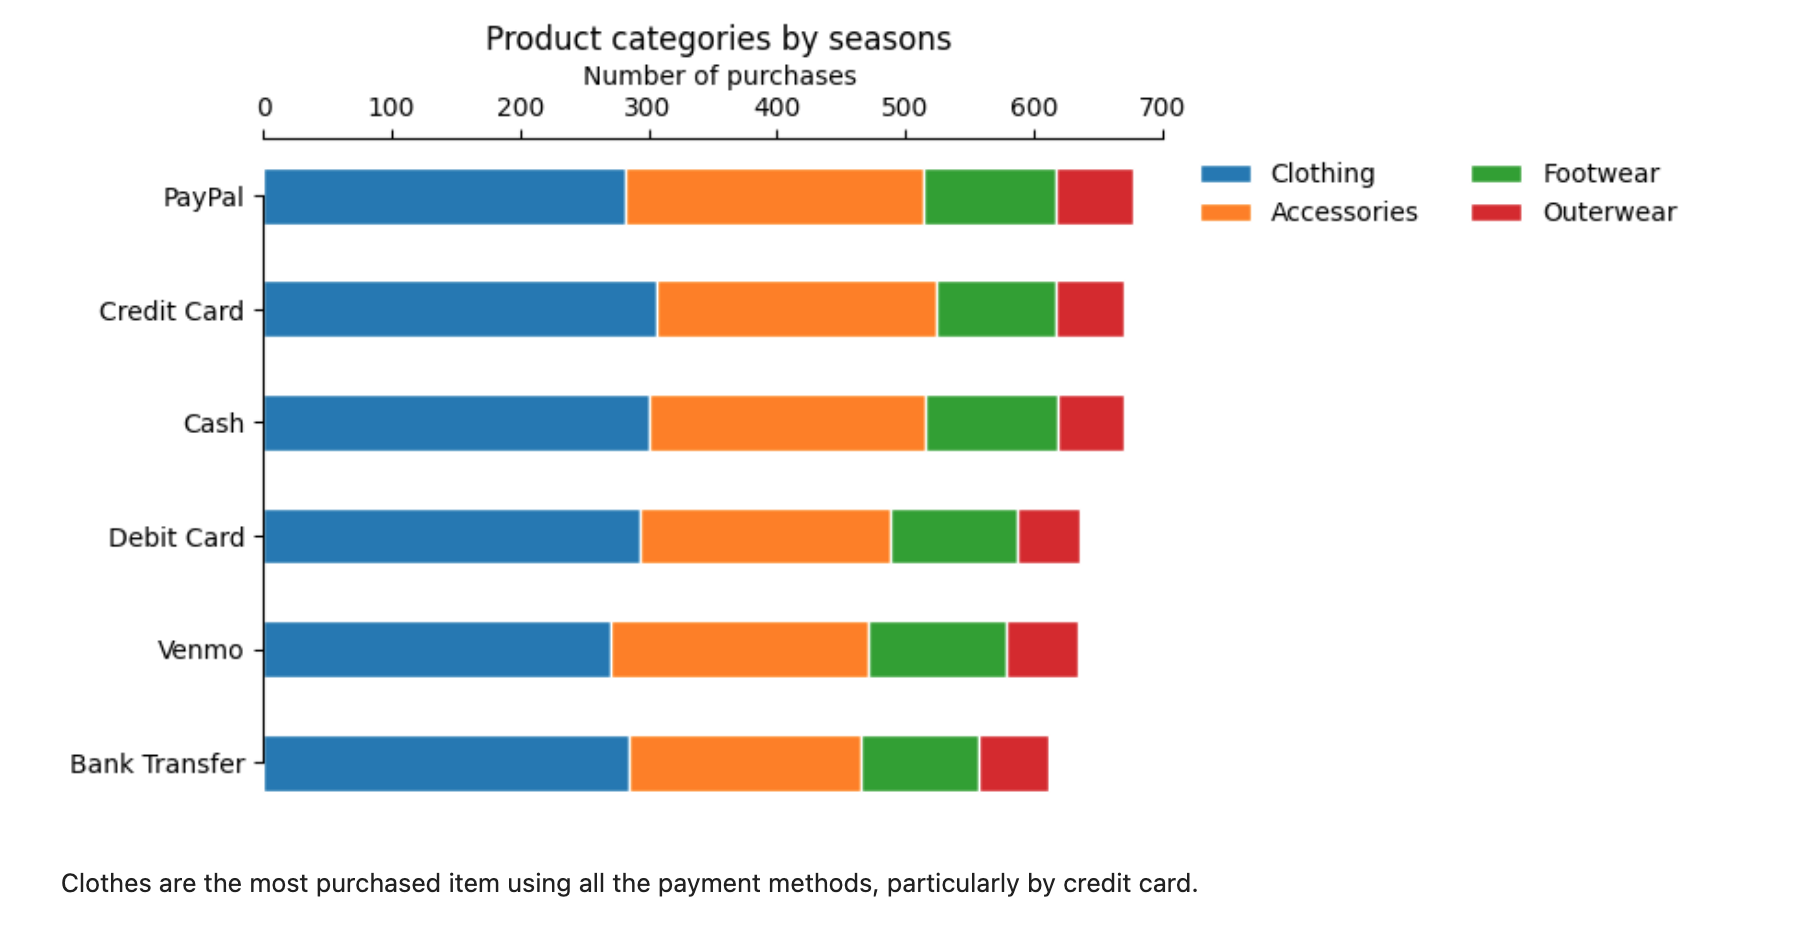 Product categories by seasons
Number of purchases
0 100 200 300 400 500 600 700
PayPal
Credit Card
Cash
Debit Card
Venmo
Bank Transfer
Clothing Footwear
Accessories Outerwear
Clothes are the most purchased item using all the payment methods, particularly by credit card.